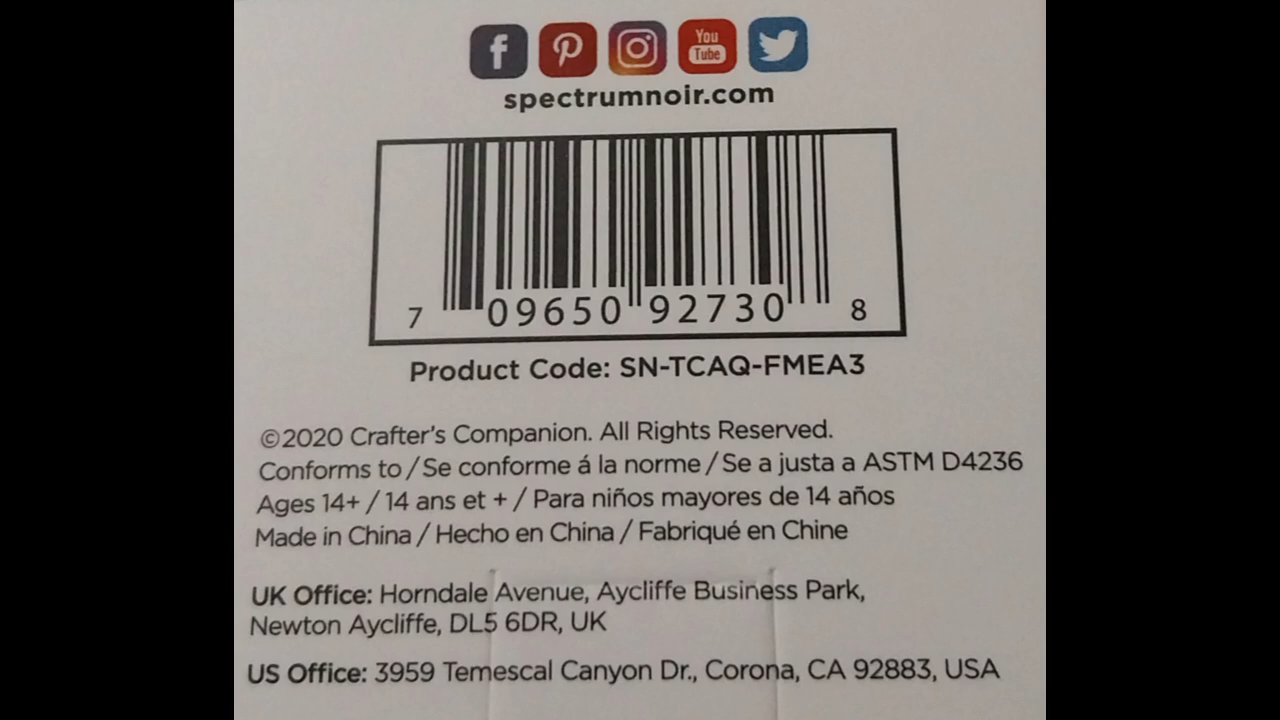 f
You
Tube
spectrumnoir.com
7 09650 92730 8
Product Code: SN-TCAQ-FMEA3
©2020 Crafter's Companion. All Rights Reserved.
Conforms to / Se conforme á la norme / Se a justa a ASTM D4236
Ages 14+ / 14 ans et + / Para niños mayores de 14 años
Made in China / Hecho en China / Fabriqué en Chine
UK Office: Horndale Avenue, Aycliffe Business Park,
Newton Aycliffe, DL5 6DR, UK
US Office: 3959 Temescal Canyon Dr., Corona, CA 92883, USA